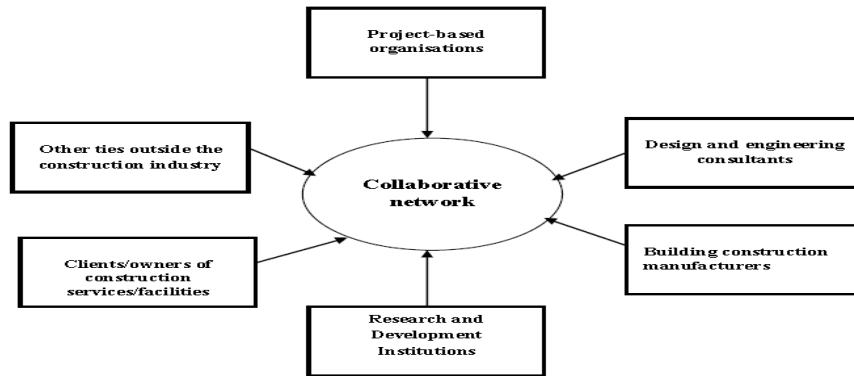 Project-based
organisations
Other ties outside the
construction industry
Design and engineering
consultants
Collaborative
network
Clients/owners of
construction
services/facilities
Building construction
manufacturers
Research and
Development
Institutions